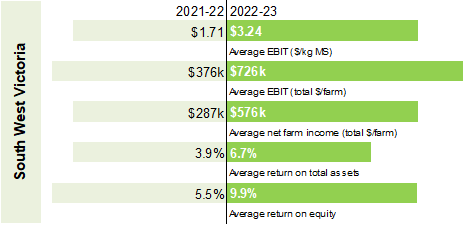 South West Victoria
2021-22 2022-23
$1.71 $3.24
Average EBIT ($/kg MS)
$376k $726k
Average EBIT (total $/farm)
$287k $576k
Average net farm income (total $/farm)
3.9% 6.7%
Average return on total assets
5.5% 9.9%
Average return on equity